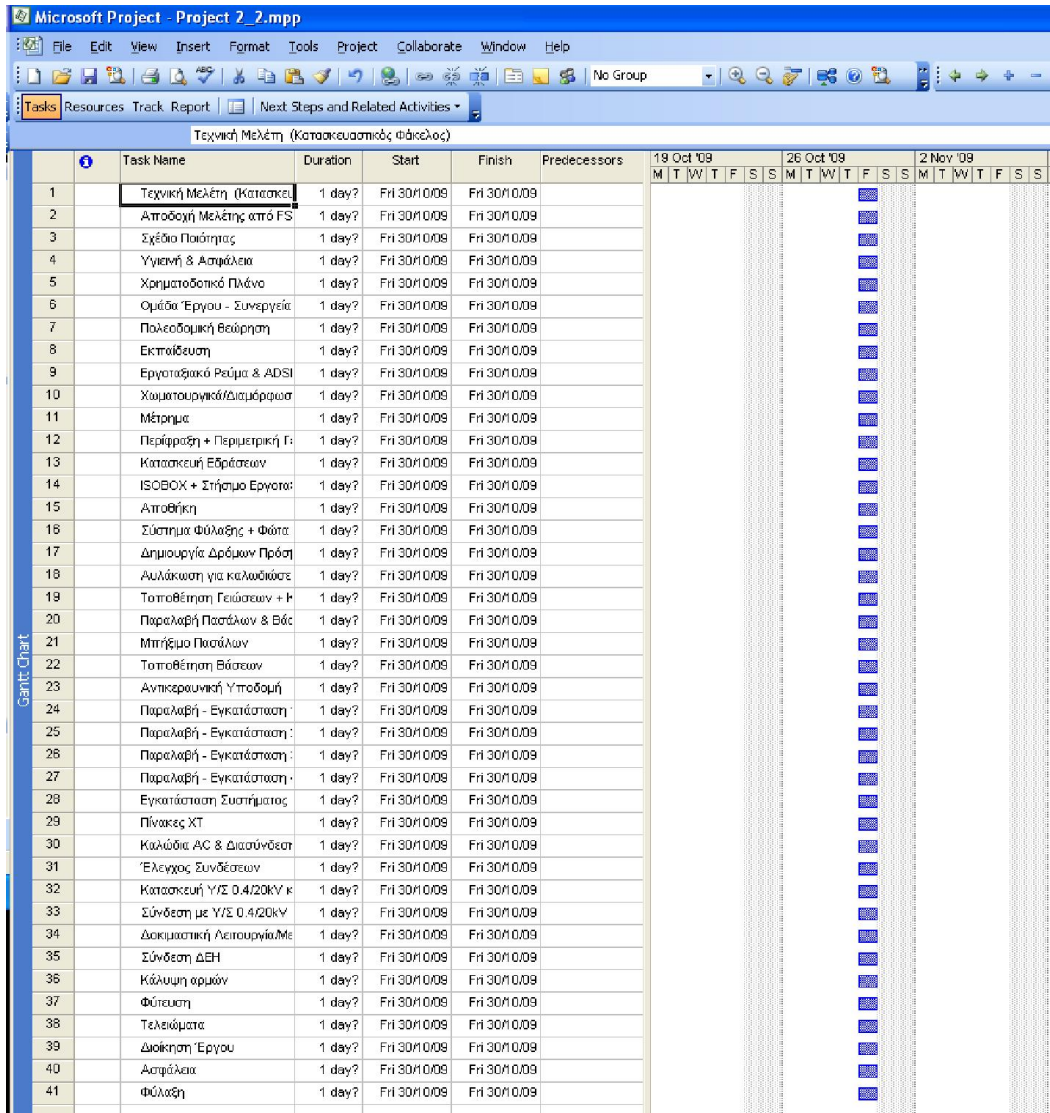 Microsoft Project - Project 2_2.mpp
File Edit View Insert Format Tools Project Collaborate Window Help
No Group
Tasks Resources Track Report Next Steps and Related Activities
Τεχνική Μελέτη (Κατασκευαστικός Φάκελος)
Task Name Duration Start Finish Predecessors 19 Oct '09 26 Oct '09 2 Nov '09
M T W T F S S M T W T F S S M T W T F S S
1 Τεχνική Μελέτη (Κατασκευ 1 day? Fri 30/10/09 Fri 30/10/09
2 Αποδοχή Μελέτης από FS 1 day? Fri 30/10/09 Fri 30/10/09
3 Σχέδιο Ποιότητας 1 day? Fri 30/10/09 Fri 30/10/09
4 Υγιεινή & Ασφάλεια 1 day? Fri 30/10/09 Fri 30/10/09
5 Χρηματοδοτικό Πλάνο 1 day? Fri 30/10/09 Fri 30/10/09
6 Ομάδα Έργου - Συνεργεία 1 day? Fri 30/10/09 Fri 30/10/09
7 Πολεοδομική θεώρηση 1 day? Fri 30/10/09 Fri 30/10/09
8 Εκπαίδευση 1 day? Fri 30/10/09 Fri 30/10/09
9 Εργοταξιακό Ρεύμα & ADSI 1 day? Fri 30/10/09 Fri 30/10/09
10 Χωματουργικά/Διαμόρφωσ 1 day? Fri 30/10/09 Fri 30/10/09
11 Μέτρημα 1 day? Fri 30/10/09 Fri 30/10/09
12 Περίφραξη + Περιμετρική 1 day? Fri 30/10/09 Fri 30/10/09
13 Κατασκευή Εδράσεων 1 day? Fri 30/10/09 Fri 30/10/09
14 ISOBOX + Στήσιμο Εργοτα 1 day? Fri 30/10/09 Fri 30/10/09
15 Αποθήκη 1 day? Fri 30/10/09 Fri 30/10/09
16 Σύστημα Φύλαξης + Φώτα 1 day? Fri 30/10/09 Fri 30/10/09
17 Δημιουργία Δρόμων Πρόσ 1 day? Fri 30/10/09 Fri 30/10/09
18 Αυλάκωση για καλωδιώσε 1 day? Fri 30/10/09 Fri 30/10/09
19 Τοποθέτηση Γειώσεων + 1 day? Fri 30/10/09 Fri 30/10/09
20 Παραλαβή Πασάλων & Βάσ 1 day? Fri 30/10/09 Fri 30/10/09
21 Μπήξιμο Πασάλων 1 day? Fri 30/10/09 Fri 30/10/09
22 Τοποθέτηση Βάσεων 1 day? Fri 30/10/09 Fri 30/10/09
23 Αντικεραυνική Υποδομή 1 day? Fri 30/10/09 Fri 30/10/09
24 Παραλαβή - Εγκατάσταση 1 day? Fri 30/10/09 Fri 30/10/09
25 Παραλαβή - Εγκατάσταση 1 day? Fri 30/10/09 Fri 30/10/09
26 Παραλαβή - Εγκατάσταση 1 day? Fri 30/10/09 Fri 30/10/09
27 Παραλαβή - Εγκατάσταση 1 day? Fri 30/10/09 Fri 30/10/09
28 Εγκατάσταση Συστήματος 1 day? Fri 30/10/09 Fri 30/10/09
29 Πίνακες ΧΤ 1 day? Fri 30/10/09 Fri 30/10/09
30 Καλώδια AC & Διασύνδεση 1 day? Fri 30/10/09 Fri 30/10/09
31 Έλεγχος Συνδέσεων 1 day? Fri 30/10/09 Fri 30/10/09
32 Κατασκευή Υ/Σ 0.4/20kV κ 1 day? Fri 30/10/09 Fri 30/10/09
33 Σύνδεση με Υ/Σ 0.4/20kV 1 day? Fri 30/10/09 Fri 30/10/09
34 Δοκιμαστική Λειτουργία/Με 1 day? Fri 30/10/09 Fri 30/10/09
35 Σύνδεση ΔΕΗ 1 day? Fri 30/10/09 Fri 30/10/09
36 Κάλυψη αρμών 1 day? Fri 30/10/09 Fri 30/10/09
37 Φύτευση 1 day? Fri 30/10/09 Fri 30/10/09
38 Τελειώματα 1 day? Fri 30/10/09 Fri 30/10/09
39 Διοίκηση Έργου 1 day? Fri 30/10/09 Fri 30/10/09
40 Ασφάλεια 1 day? Fri 30/10/09 Fri 30/10/09
41 Φύλαξη 1 day? Fri 30/10/09 Fri 30/10/09
Gantt Chart